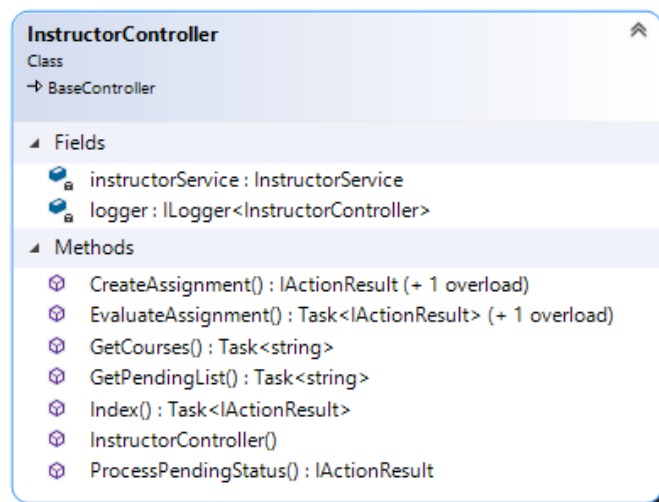 InstructorController
Class
BaseController
Fields
instructorService : InstructorService
logger : ILogger<InstructorController>
Methods
CreateAssignment() : IActionResult (+ 1 overload)
EvaluateAssignment() : Task<IActionResult> (+ 1 overload)
GetCourses() : Task<string>
GetPendingList() : Task<string>
Index() : Task<IActionResult>
InstructorController()
ProcessPendingStatus() : IActionResult